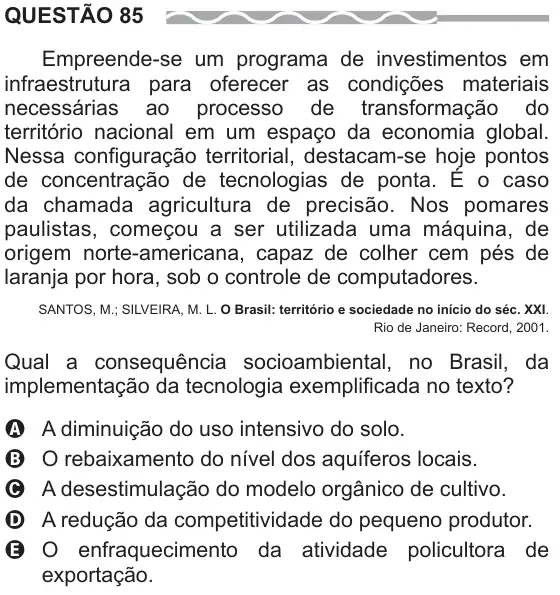 QUESTÃO 85
Empreende-se um programa de investimentos em
infraestrutura para oferecer as condições materiais
necessárias ao processo de transformação do
território nacional em um espaço da economia global.
Nessa configuração territorial, destacam-se hoje pontos
de concentração de tecnologias de ponta. É o caso
da chamada agricultura de precisão. Nos pomares
paulistas, começou a ser utilizada uma máquina, de
origem norte-americana, capaz de colher cem pés de
laranja por hora, sob o controle de computadores.
SANTOS, M.; SILVEIRA, M. L. O Brasil: território e sociedade no início do séc. XXI.
Rio de Janeiro: Record, 2001.
Qual a consequência socioambiental, no Brasil, da
implementação da tecnologia exemplificada no texto?
A A diminuição do uso intensivo do solo.
B O rebaixamento do nível dos aquíferos locais.
C A desestimulação do modelo orgânico de cultivo.
D A redução da competitividade do pequeno produtor.
E O enfraquecimento da atividade policultora de
exportação.